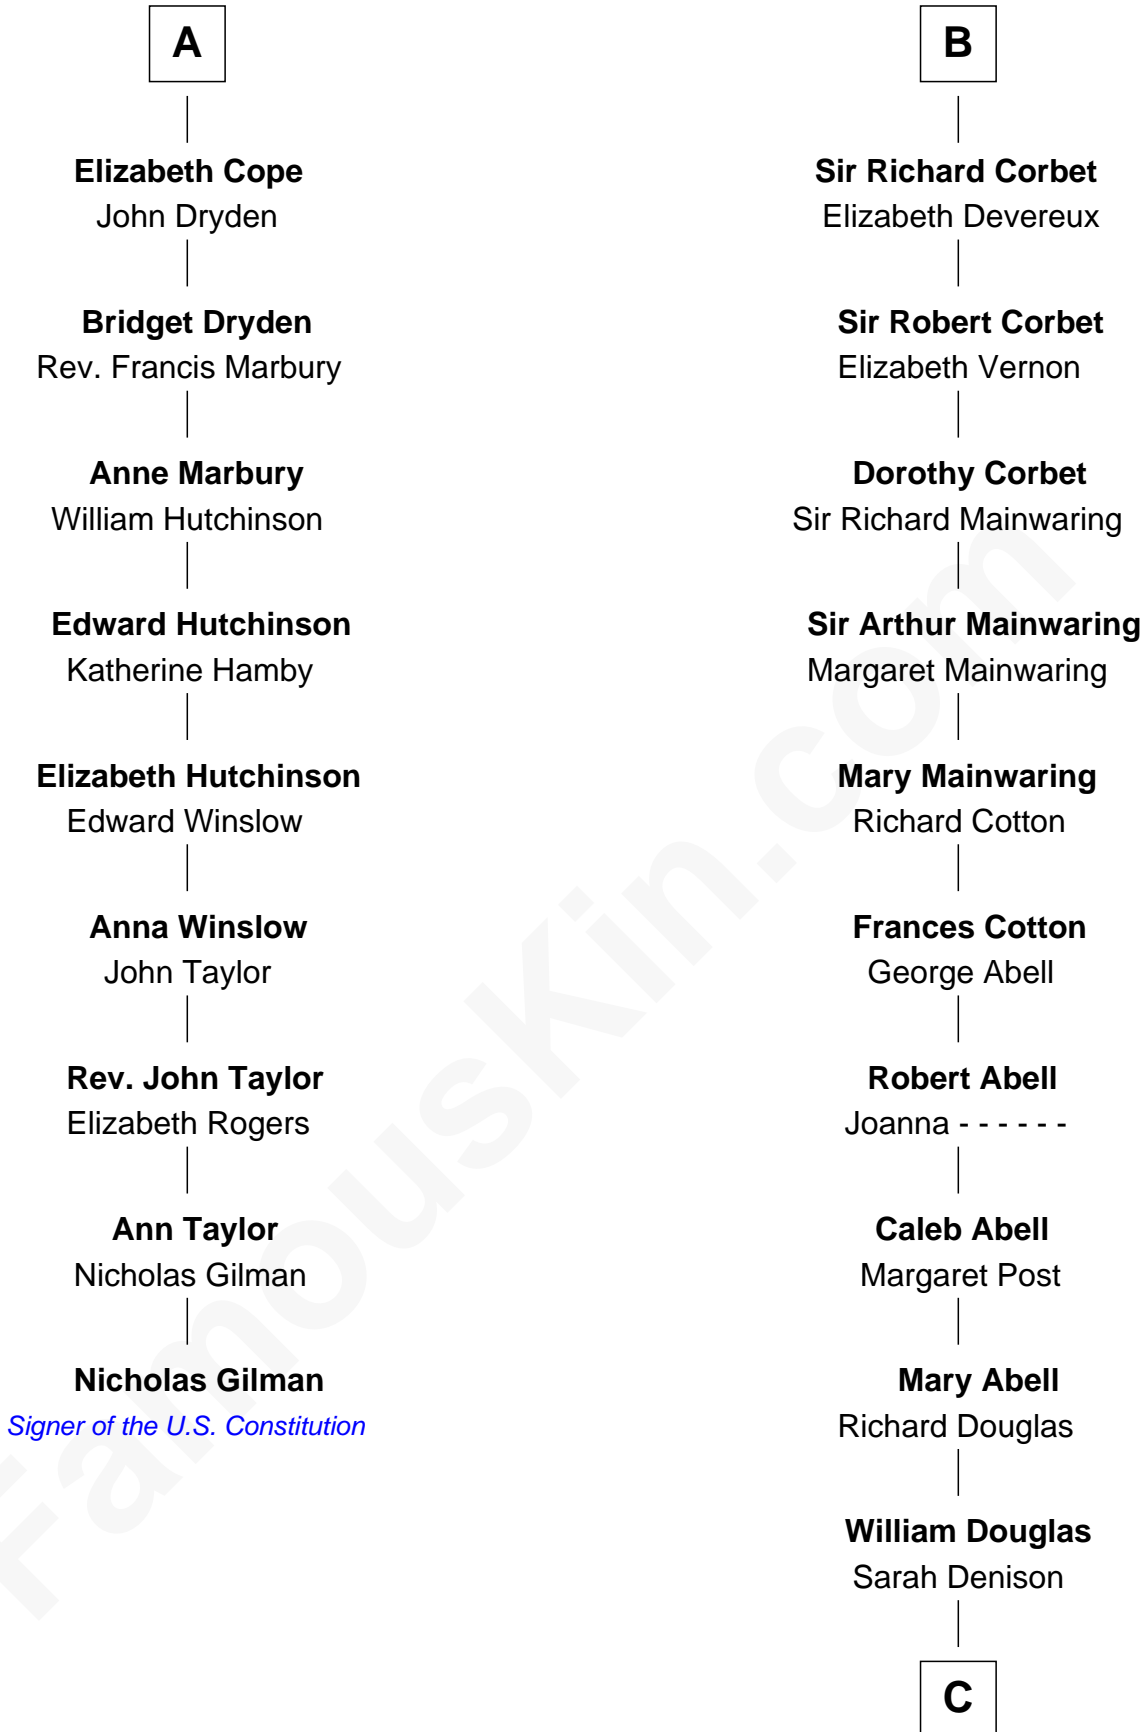 A
Elizabeth Cope
John Dryden
Bridget Dryden
Rev. Francis Marbury
Anne Marbury
William Hutchinson
Edward Hutchinson
Katherine Hamby
Elizabeth Hutchinson
Edward Winslow
Anna Winslow
John Taylor
Rev. John Taylor
Elizabeth Rogers
Ann Taylor
Nicholas Gilman
Nicholas Gilman
Signer of the U.S. Constitution
B
Sir Richard Corbet
Elizabeth Devereux
Sir Robert Corbet
Elizabeth Vernon
Dorothy Corbet
Sir Richard Mainwaring
Sir Arthur Mainwaring
Margaret Mainwaring
Mary Mainwaring
Richard Cotton
Frances Cotton
George Abell
Robert Abell
Joanna - - - - - -
Caleb Abell
Margaret Post
Mary Abell
Richard Douglas
William Douglas
Sarah Denison
C
FamousKin.com